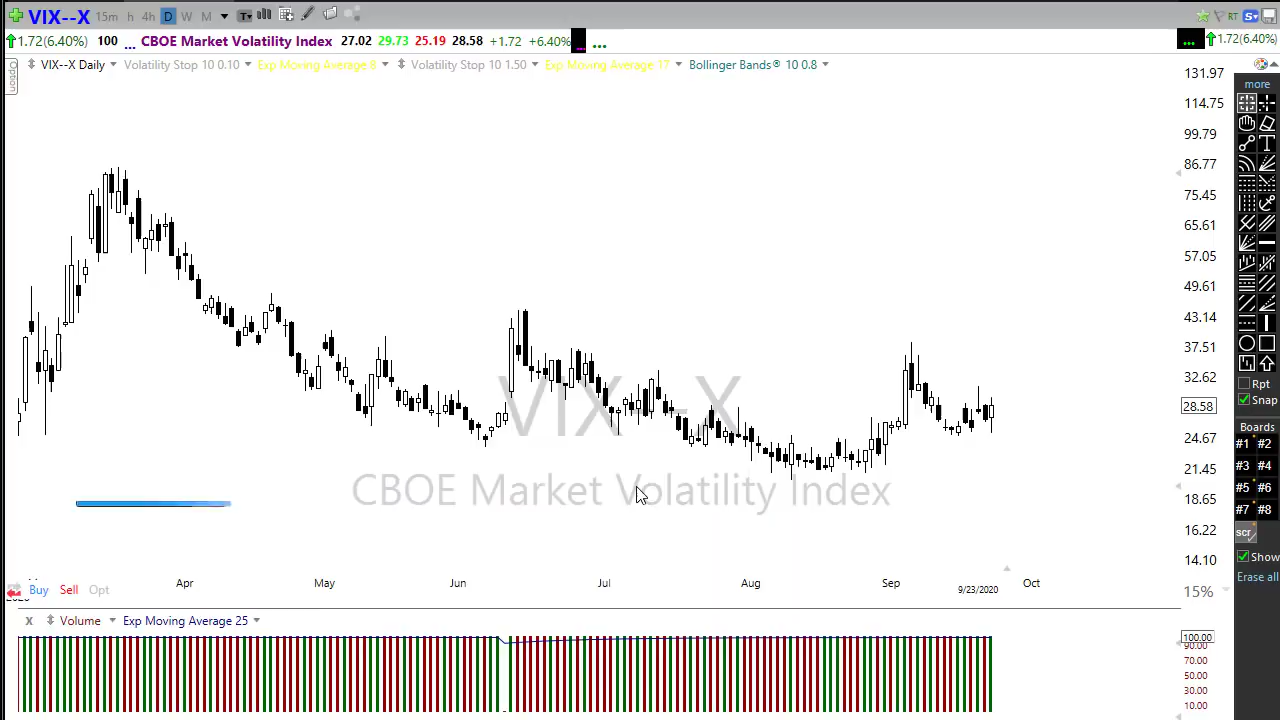 VIX--X 15m h 4h D W M T RT S
1.72(6.40%) 100 ... CBOE Market Volatility Index 27.02 29.73 25.19 28.58 +1.72 +6.40% ... ... ... 1.72(6.40%)
Option
VIX--X Daily Volatility Stop 10 0.10 Exp Moving Average 8 Volatility Stop 10 1.50 Exp Moving Average 17 Bollinger Bands® 10 0.8
131.97
114.75
99.79
86.77
75.45
65.61
57.05
49.61
43.14
37.51
32.62
28.58
24.67
21.45
18.65
16.22
14.10
more
T
Rpt
Snap
Boards
#1 #2
#3 #4
#5 #6
#7 #8
scr
Show
Erase all
VIX--X
CBOE Market Volatility Index
Apr May Jun Jul Aug Sep Oct
9/23/2020
Buy Sell Opt
15%
X Volume Exp Moving Average 25
100.00
90.00
70.00
50.00
30.00
10.00